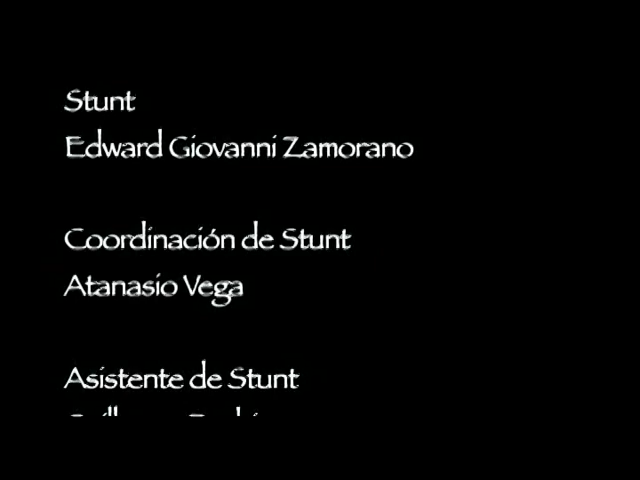 Stunt
Edward Giovanni Zamorano
Coordinación de Stunt
Atanasio Vega
Asistente de Stunt